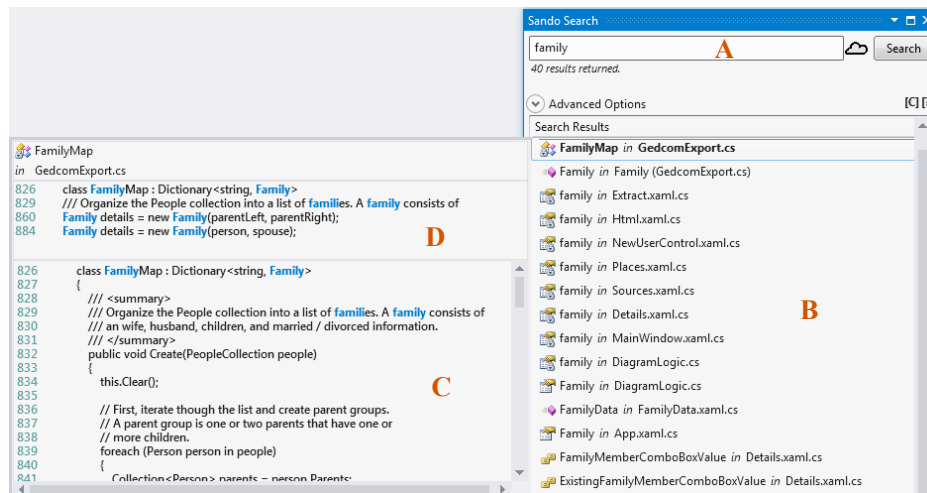 Sando Search
family
A
Search
40 results returned.
Advanced Options
[C]
Search Results
FamilyMap in GedcomExport.cs
Family in Family (GedcomExport.cs)
family in Extract.xaml.cs
family in Html.xaml.cs
family in NewUserControl.xaml.cs
family in Places.xaml.cs
family in Sources.xaml.cs
family in Details.xaml.cs
B
family in MainWindow.xaml.cs
family in DiagramLogic.cs
Family in DiagramLogic.cs
FamilyData in FamilyData.xaml.cs
Family in App.xaml.cs
FamilyMemberComboBoxValue in Details.xaml.cs
ExistingFamilyMemberComboBoxValue in Details.xaml.cs
FamilyMap
in GedcomExport.cs
826 class FamilyMap : Dictionary<string, Family>
829 /// Organize the People collection into a list of families. A family consists of
860 Family details = new Family(parentLeft, parentRight);
884 Family details = new Family(person, spouse);
D
826 class FamilyMap : Dictionary<string, Family>
827 {
828 /// <summary>
829 /// Organize the People collection into a list of families. A family consists of
830 /// an wife, husband, children, and married / divorced information.
831 /// </summary>
832 public void Create(PeopleCollection people)
833 {
834 this.Clear();
C
835
836 // First, iterate though the list and create parent groups.
837 // A parent group is one or two parents that have one or
838 // more children.
839 foreach (Person person in people)
840 {
841 Collection<Person> parents = person.Parents;